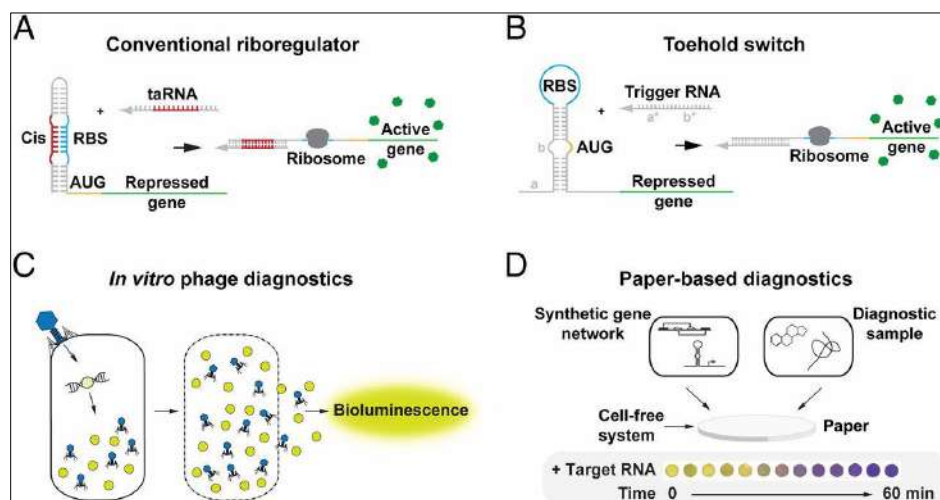 A
Conventional riboregulator
taRNA
+
Cis
RBS
Active
gene
Ribosome
AUG
Repressed
gene
B
Toehold switch
RBS
Trigger RNA
+
a* b*
Active
gene
b
AUG
Ribosome
a
Repressed
gene
C
In vitro phage diagnostics
Bioluminescence
D
Paper-based diagnostics
Synthetic gene
network
Diagnostic
sample
Cell-free
system
Paper
+ Target RNA
Time 0 60 min